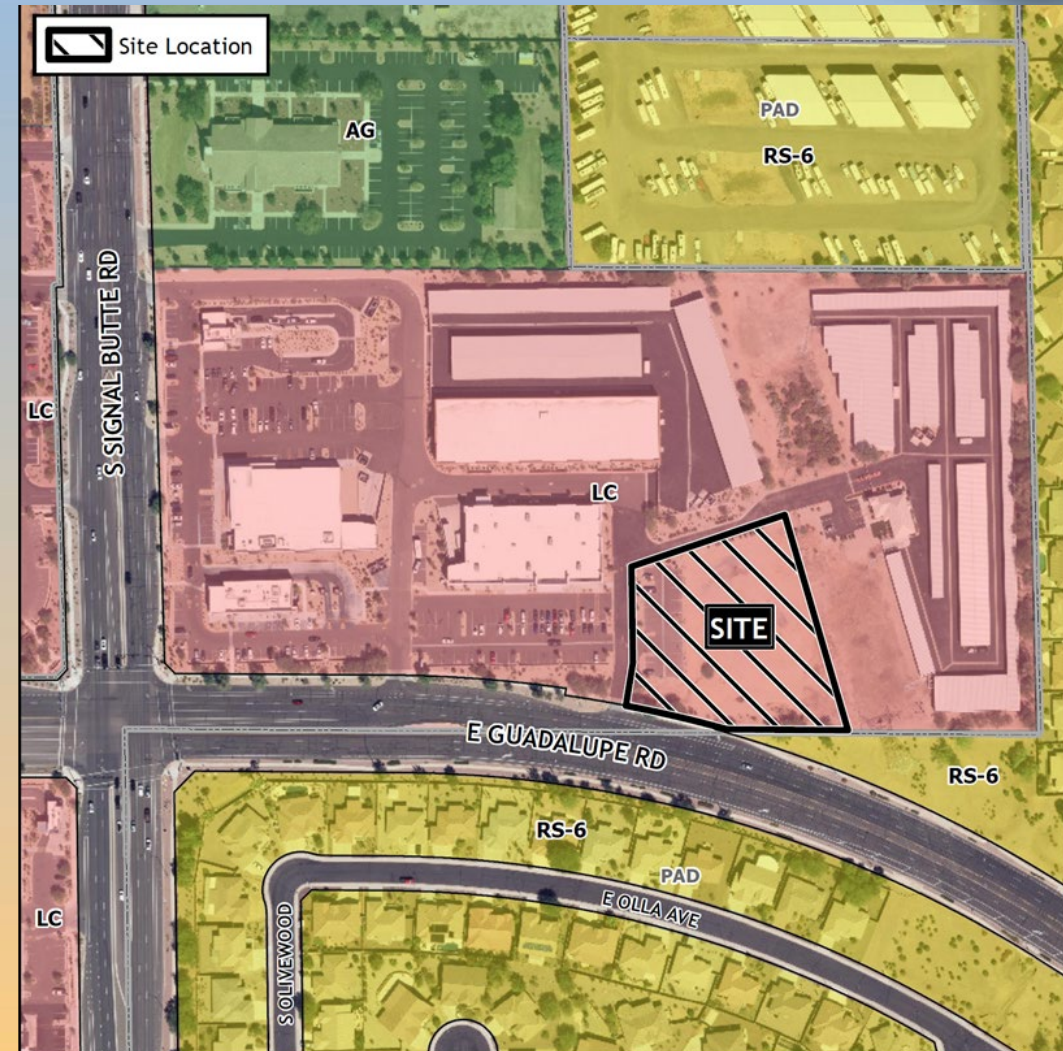 Site Location
AG
PAD
RS-6
S SIGNAL BUTTE RD
LC
LC
SITE
E GUADALUPE RD
RS-6
RS-6
PAD
E OLLA AVE
LC
S OLIVEWOOD